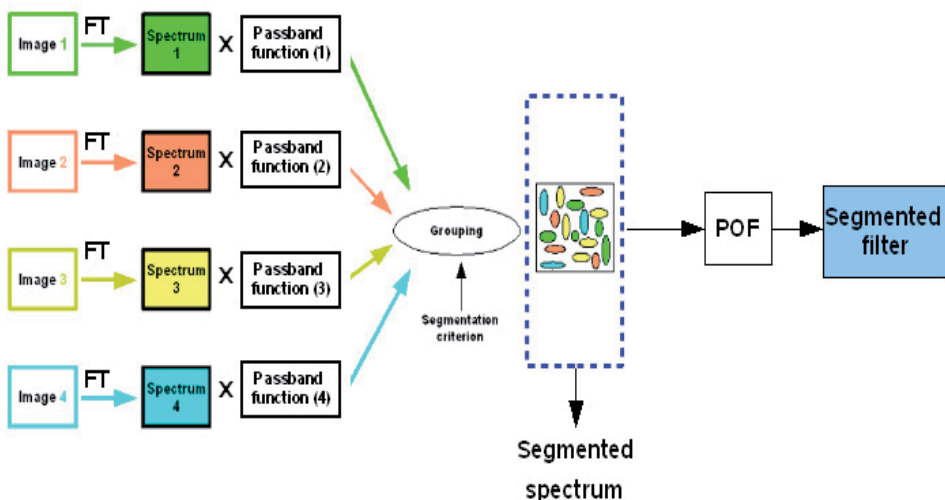 Image 1
FT
Spectrum
1
X
Passband
function (1)
Image 2
FT
Spectrum
2
X
Passband
function (2)
Image 3
FT
Spectrum
3
X
Passband
function (3)
Image 4
FT
Spectrum
4
X
Passband
function (4)
Grouping
Segmentation
criterion
Segmented
spectrum
POF
Segmented
filter